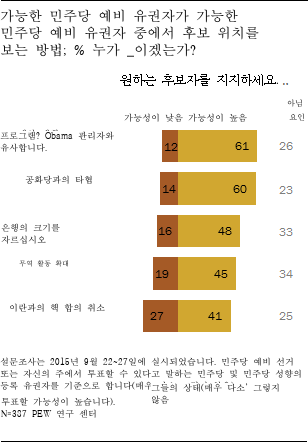 가능한 민주당 예비 유권자가 가능한
민주당 예비 유권자 중에서 후보 위치를
보는 방법; % 누가 _이겠는가?
원하는 후보자를 지지하세요 ..
아닌
가능성이 낮음 가능성이 높음 요인
프로그램? Obama 관리자와
유사합니다.
12 61 26
공화당과의 타협
14 60 23
은행의 크기를
자르십시오
16 48 33
무역 활동 확대
19 45 34
이란과의 핵 합의 취소
27 41 25
설문조사는 2015년 9월 22~27일에 실시되었습니다. 민주당 예비 선거
또는 자신의 주에서 투표할 수 있다고 말하는 민주당 및 민주당 성향의
등록 유권자를 기준으로 합니다(매우 그들의 상태(매우 다소' 그렇지
투표할 가능성이 높습니다). 않음
N=837 PEW 연구 센터